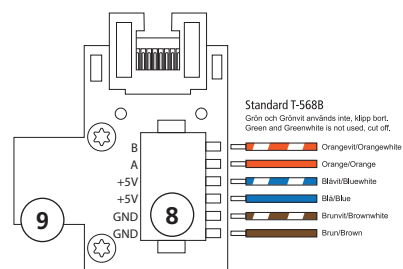 Standard T-568B
Grön och Grönvit används inte, klipp bort.
Green and Greenwhite is not used, cut off.
B Orangevit/Orangewhite
A Orange/Orange
+5V Blåvit/Bluewhite
+5V Blå/Blue
GND Brunvit/Brownwhite
GND Brun/Brown
8
9